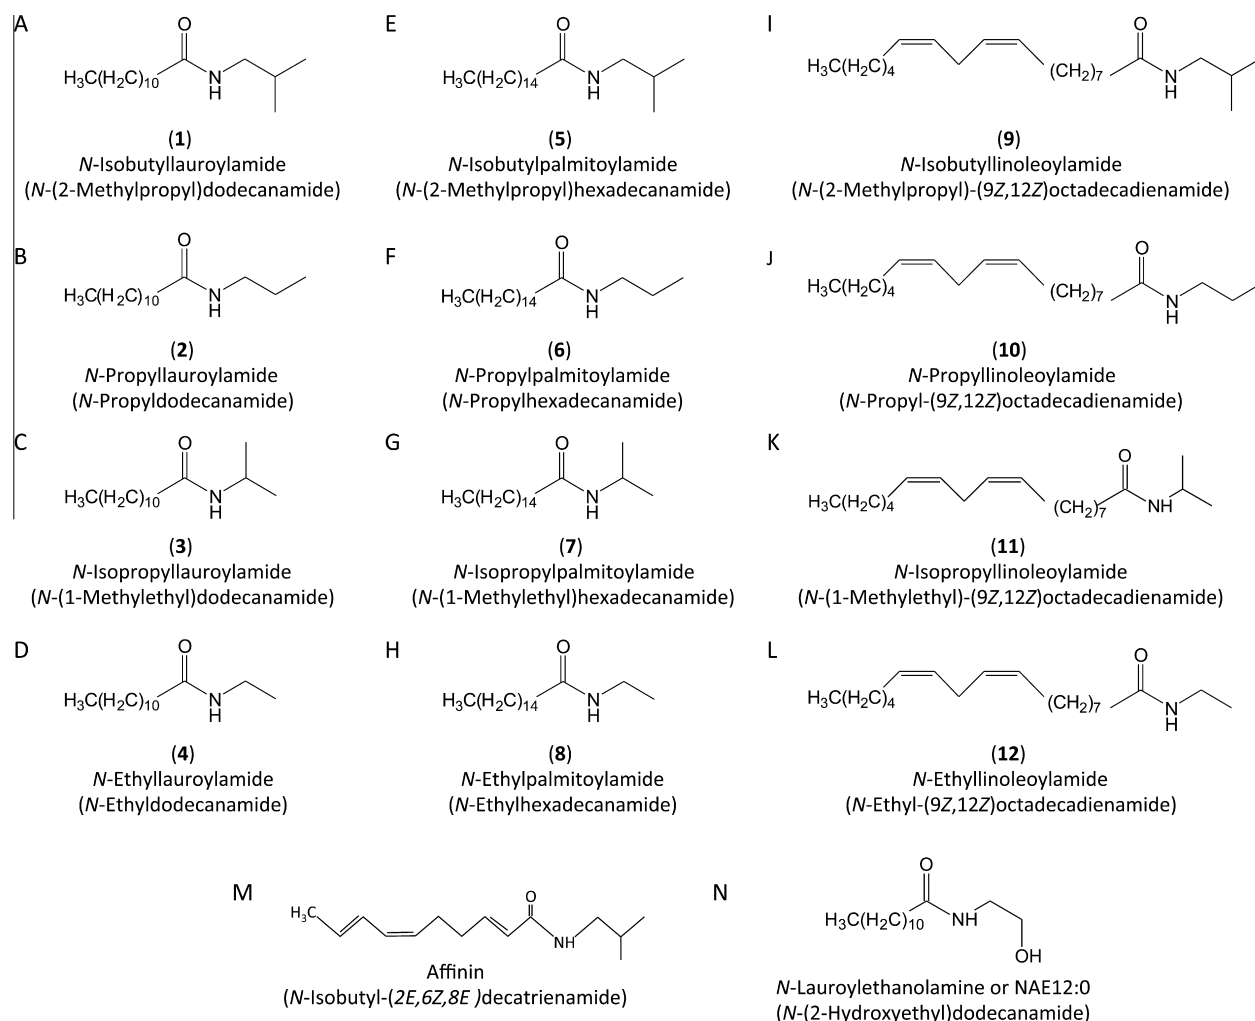 A
O
H3C(H2C)10
N
H
(1)
N-Isobutyllauroylamide
(N-(2-Methylpropyl)dodecanamide)
E
O
H3C(H2C)14
N
H
(5)
N-Isobutylpalmitoylamide
(N-(2-Methylpropyl)hexadecanamide)
I
O
H3C(H2C)4
(CH2)7
N
H
(9)
N-Isobutyllinoleoylamide
(N-(2-Methylpropyl)-(9Z,12Z)octadecadienamide)
B
O
H3C(H2C)10
N
H
(2)
N-Propyllauroylamide
(N-Propyldodecanamide)
F
O
H3C(H2C)14
N
H
(6)
N-Propylpalmitoylamide
(N-Propylhexadecanamide)
J
O
H3C(H2C)4
(CH2)7
N
H
(10)
N-Propyllinoleoylamide
(N-Propyl-(9Z,12Z)octadecadienamide)
C
O
H3C(H2C)10
N
H
(3)
N-Isopropyllauroylamide
(N-(1-Methylethyl)dodecanamide)
G
O
H3C(H2C)14
N
H
(7)
N-Isopropylpalmitoylamide
(N-(1-Methylethyl)hexadecanamide)
K
O
H3C(H2C)4
(CH2)7
NH
(11)
N-Isopropyllinoleoylamide
(N-(1-Methylethyl)-(9Z,12Z)octadecadienamide)
D
O
H3C(H2C)10
N
H
(4)
N-Ethyllauroylamide
(N-Ethyldodecanamide)
H
O
H3C(H2C)14
N
H
(8)
N-Ethylpalmitoylamide
(N-Ethylhexadecanamide)
L
O
H3C(H2C)4
(CH2)7
N
H
(12)
N-Ethyllinoleoylamide
(N-Ethyl-(9Z,12Z)octadecadienamide)
M
H3C
O
NH
Affinin
(N-Isobutyl-(2E,6Z,8E )decatrienamide)
N
O
H3C(H2C)10
NH
OH
N-Lauroylethanolamine or NAE12:0
(N-(2-Hydroxyethyl)dodecanamide)